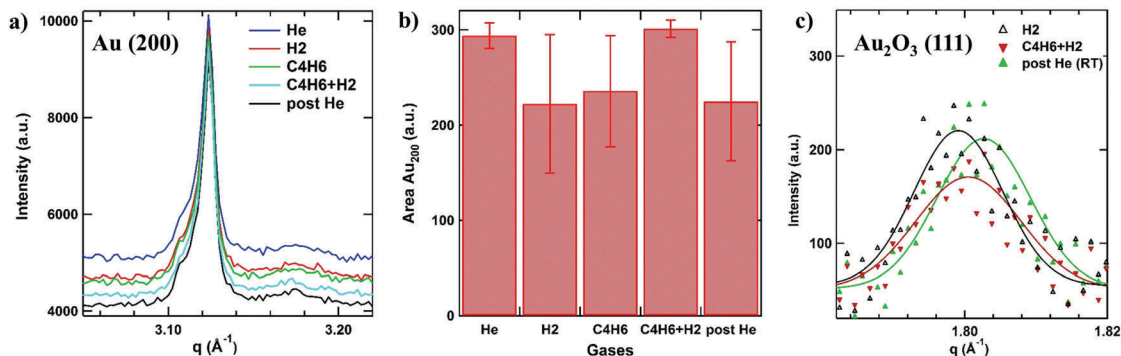 a)
Au (200)
He
H2
C4H6
C4H6+H2
post He
10000
8000
6000
4000
Intensity (a.u.)
3.10
3.20
q (Å⁻¹)
b)
300
200
100
0
Area Au₂₀₀ (a.u.)
He
H2
C4H6
C4H6+H2
post He
Gases
c)
Au₂O₃ (111)
H2
C4H6+H2
post He (RT)
300
200
100
Intensity (a.u.)
1.80
1.82
q (Å⁻¹)